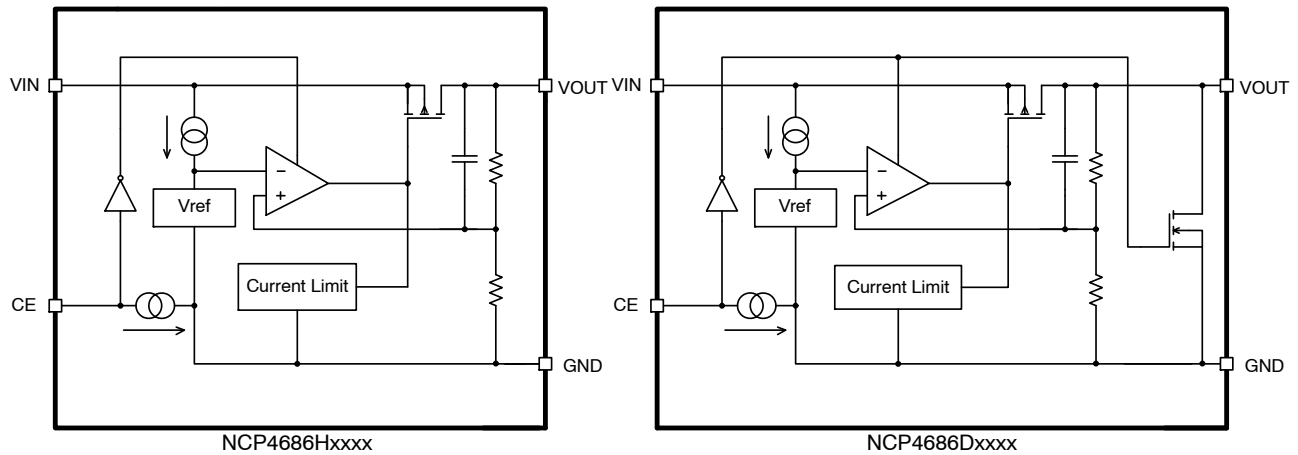 VIN
VOUT
−
+
Vref
Current Limit
CE
GND
NCP4686Hxxxx
VIN
VOUT
−
+
Vref
Current Limit
CE
GND
NCP4686Dxxxx